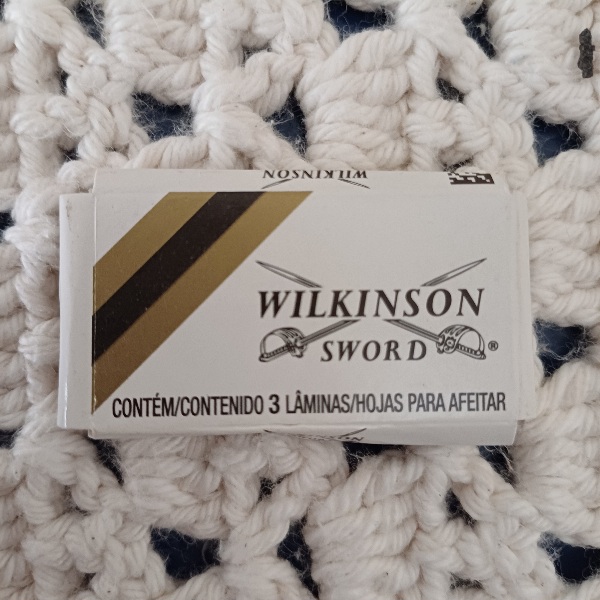 WILKINSON
WILKINSON
SWORD®
CONTÉM/CONTENIDO 3 LÂMINAS/HOJAS PARA AFEITAR